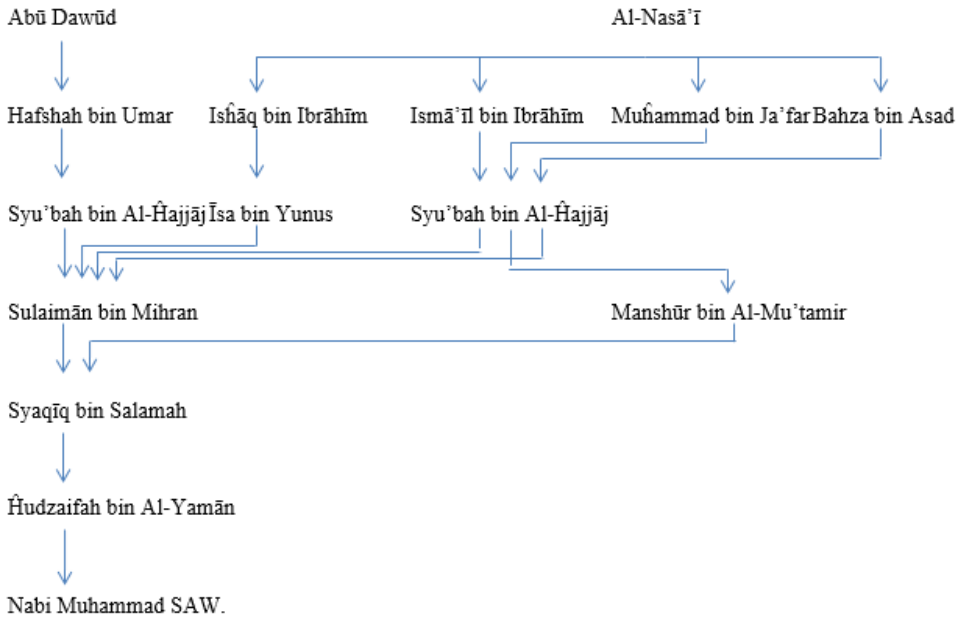 Abū Dawūd Al-Nasā’ī
Hafshah bin Umar Isĥāq bin Ibrāhīm Ismā’īl bin Ibrāhīm Muĥammad bin Ja’far Bahza bin Asad
Syu’bah bin Al-Ĥajjāj Īsa bin Yunus Syu’bah bin Al-Ĥajjāj
Sulaimān bin Mihran Manshūr bin Al-Mu’tamir
Syaqīq bin Salamah
Ĥudzaifah bin Al-Yamān
Nabi Muhammad SAW.